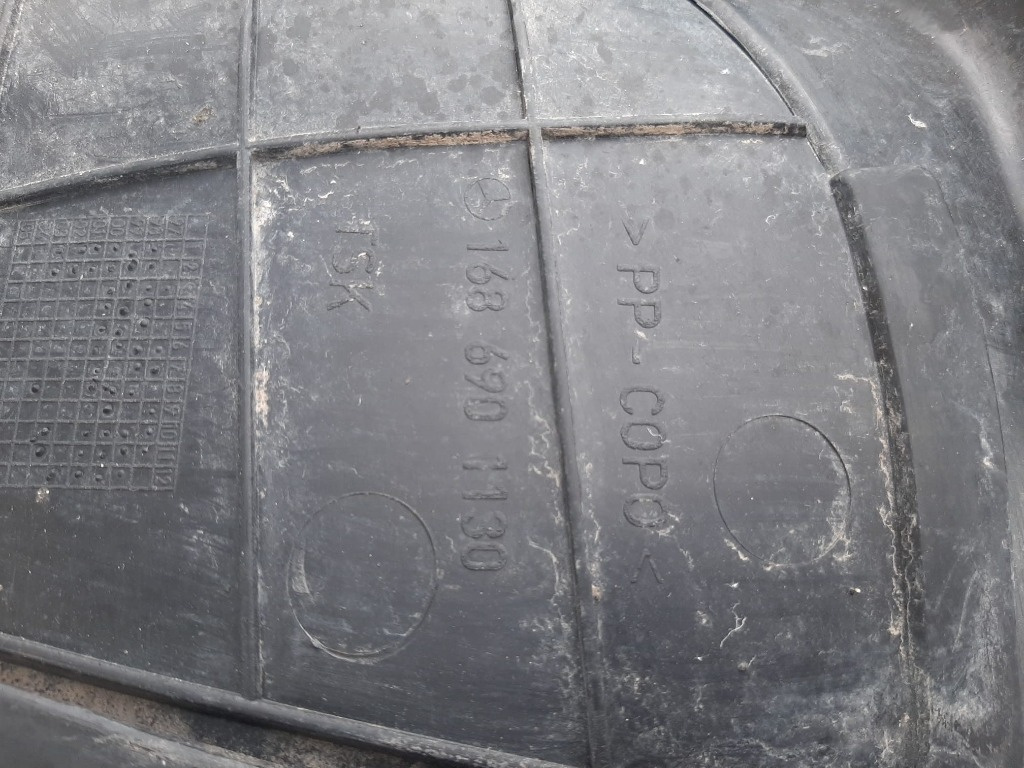 >PP-COPO<
168 690 1130
TSK